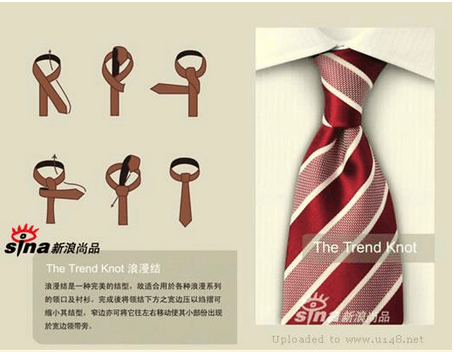 sina新浪尚品
The Trend Knot 浪漫结
浪漫结是一种完美的结型，故适合用於各种浪漫系列
的领口及衬衫，完成後将领结下方之宽边压以绉摺可
缩小其结型，窄边亦可将它往左右移动使其小部份出现
於宽边领带旁。
The Trend Knot
sina新浪尚品
Uploaded to www.u148.net